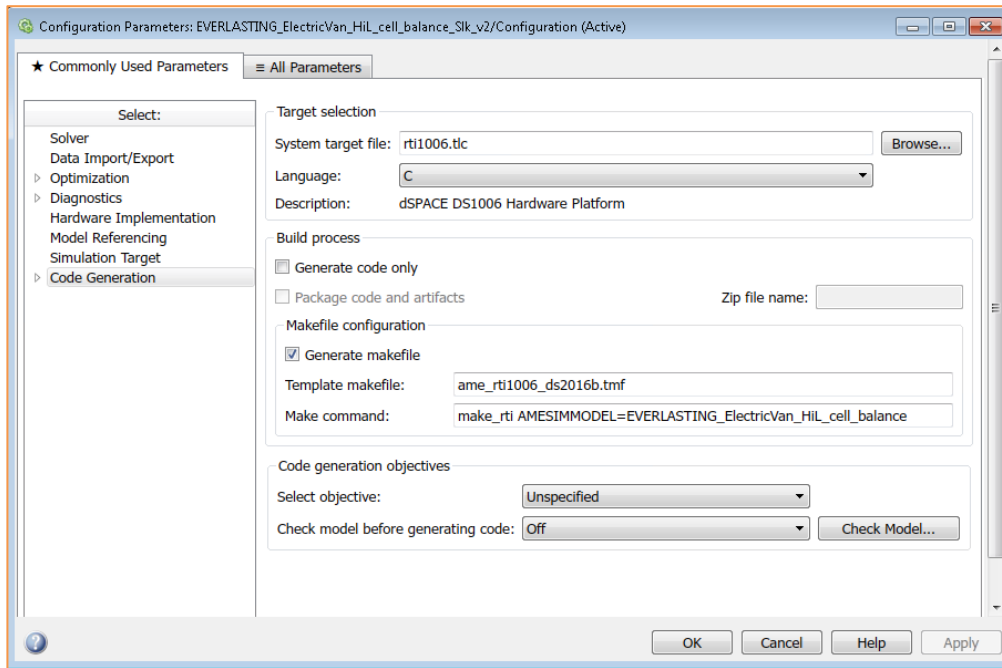 Configuration Parameters: EVERLASTING_ElectricVan_HiL_cell_balance_Slk_v2/Configuration (Active)
★ Commonly Used Parameters
≡ All Parameters
Select:
Solver
Data Import/Export
Optimization
Diagnostics
Hardware Implementation
Model Referencing
Simulation Target
Code Generation
Target selection
System target file: rti1006.tlc Browse...
Language: C
Description: dSPACE DS1006 Hardware Platform
Build process
Generate code only
Package code and artifacts Zip file name:
Makefile configuration
Generate makefile
Template makefile: ame_rti1006_ds2016b.tmf
Make command: make_rti AMESIMMODEL=EVERLASTING_ElectricVan_HiL_cell_balance
Code generation objectives
Select objective: Unspecified
Check model before generating code: Off Check Model...
? OK Cancel Help Apply